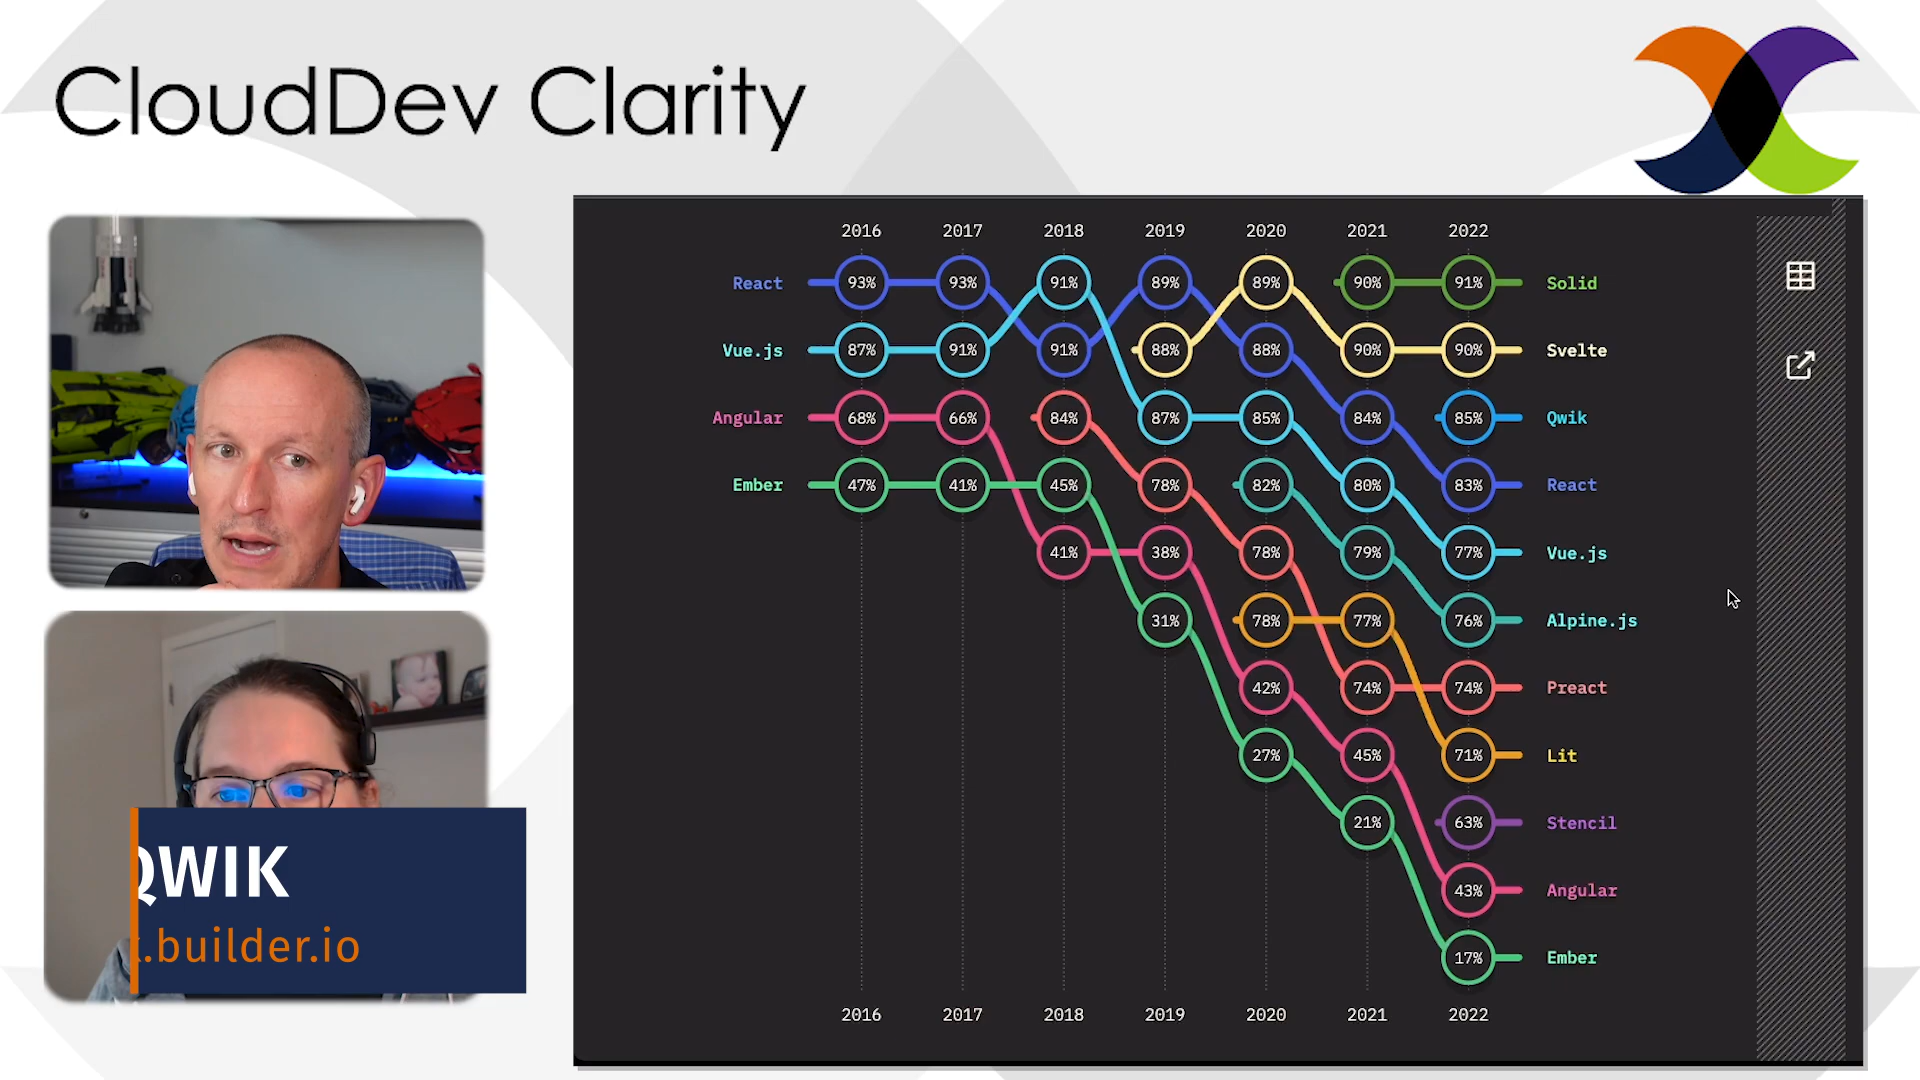 CloudDev Clarity
2016 2017 2018 2019 2020 2021 2022
React 93% 93% 91% 89% 89% 90% 91% Solid
Vue.js 87% 91% 91% 88% 88% 90% 90% Svelte
Angular 68% 66% 84% 87% 85% 84% 85% Qwik
Ember 47% 41% 45% 78% 82% 80% 83% React
41% 38% 78% 79% 77% Vue.js
31% 78% 77% 76% Alpine.js
42% 74% 74% Preact
27% 45% 71% Lit
21% 63% Stencil
43% Angular
17% Ember
2016 2017 2018 2019 2020 2021 2022
QWIK
.builder.io